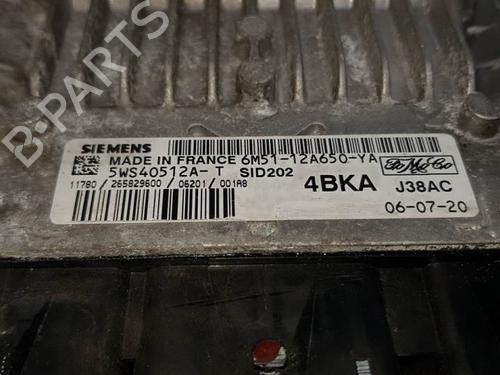 B-PARTS
SIEMENS
MADE IN FRANCE 6M51-12A650-YA
FoMoCo
5WS40512A-T SID202
4BKA
J38AC
11780 / 265829600 / 06201 / 001A8
06-07-20